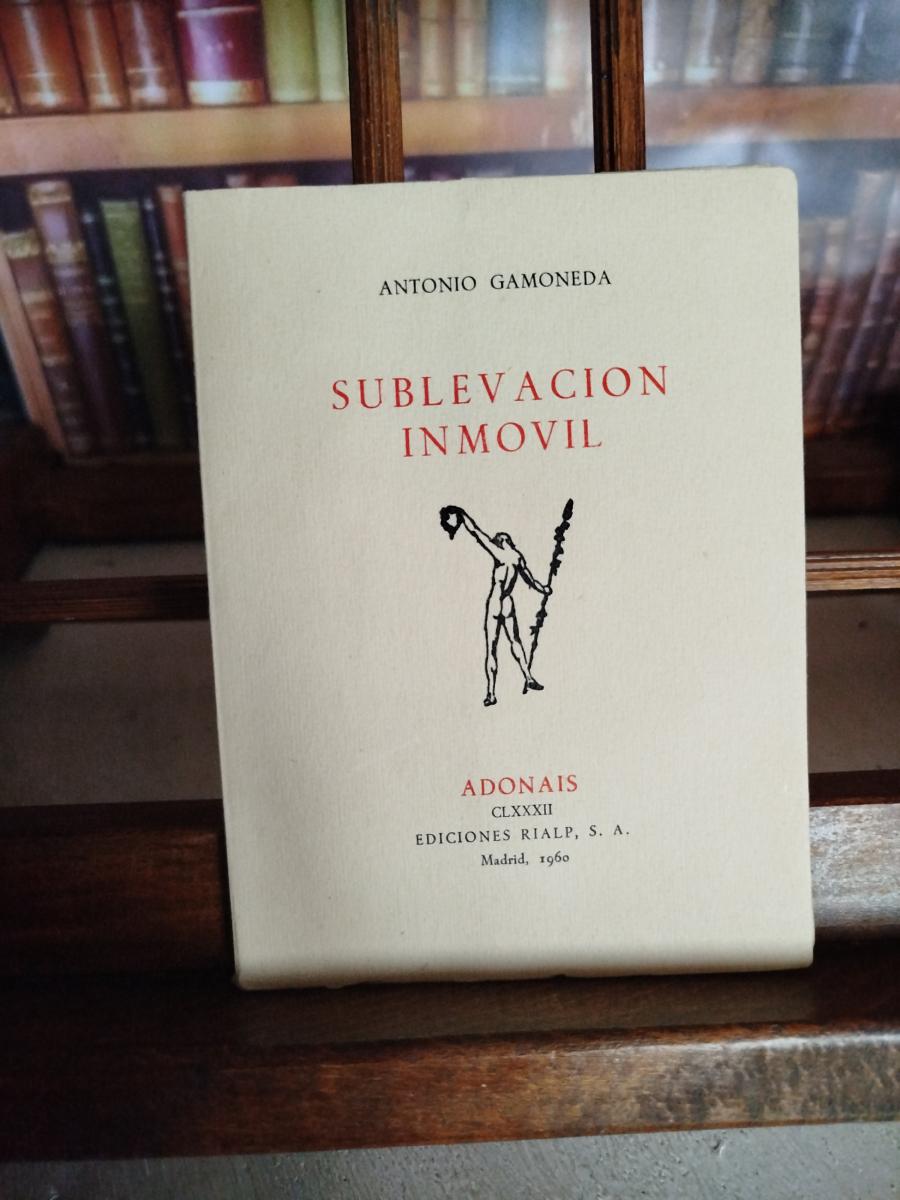 ANTONIO GAMONEDA
SUBLEVACION
INMOVIL
ADONAIS
CLXXXII
EDICIONES RIALP, S. A.
Madrid, 1960